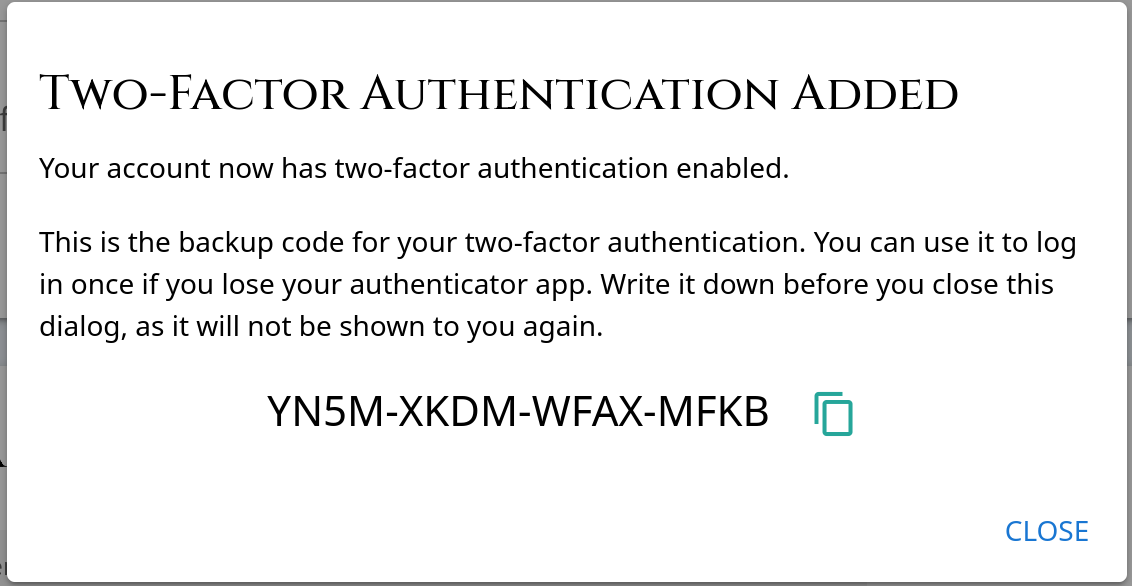 Two-Factor Authentication Added
Your account now has two-factor authentication enabled.
This is the backup code for your two-factor authentication. You can use it to log
in once if you lose your authenticator app. Write it down before you close this
dialog, as it will not be shown to you again.
YN5M-XKDM-WFAX-MFKB
CLOSE